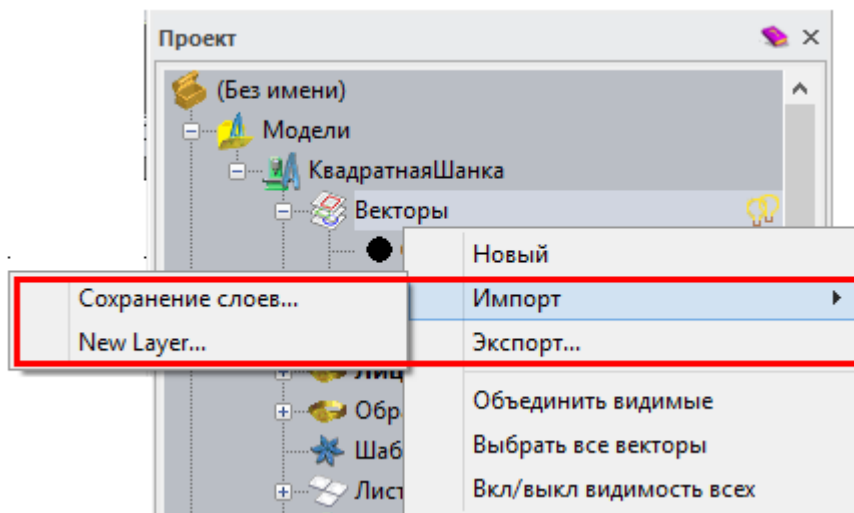 Проект
(Без имени)
Модели
КвадратнаяШанка
Векторы
Новый
Сохранение слоев...
Импорт
New Layer...
Экспорт...
Объединить видимые
Выбрать все векторы
Вкл/выкл видимость всех